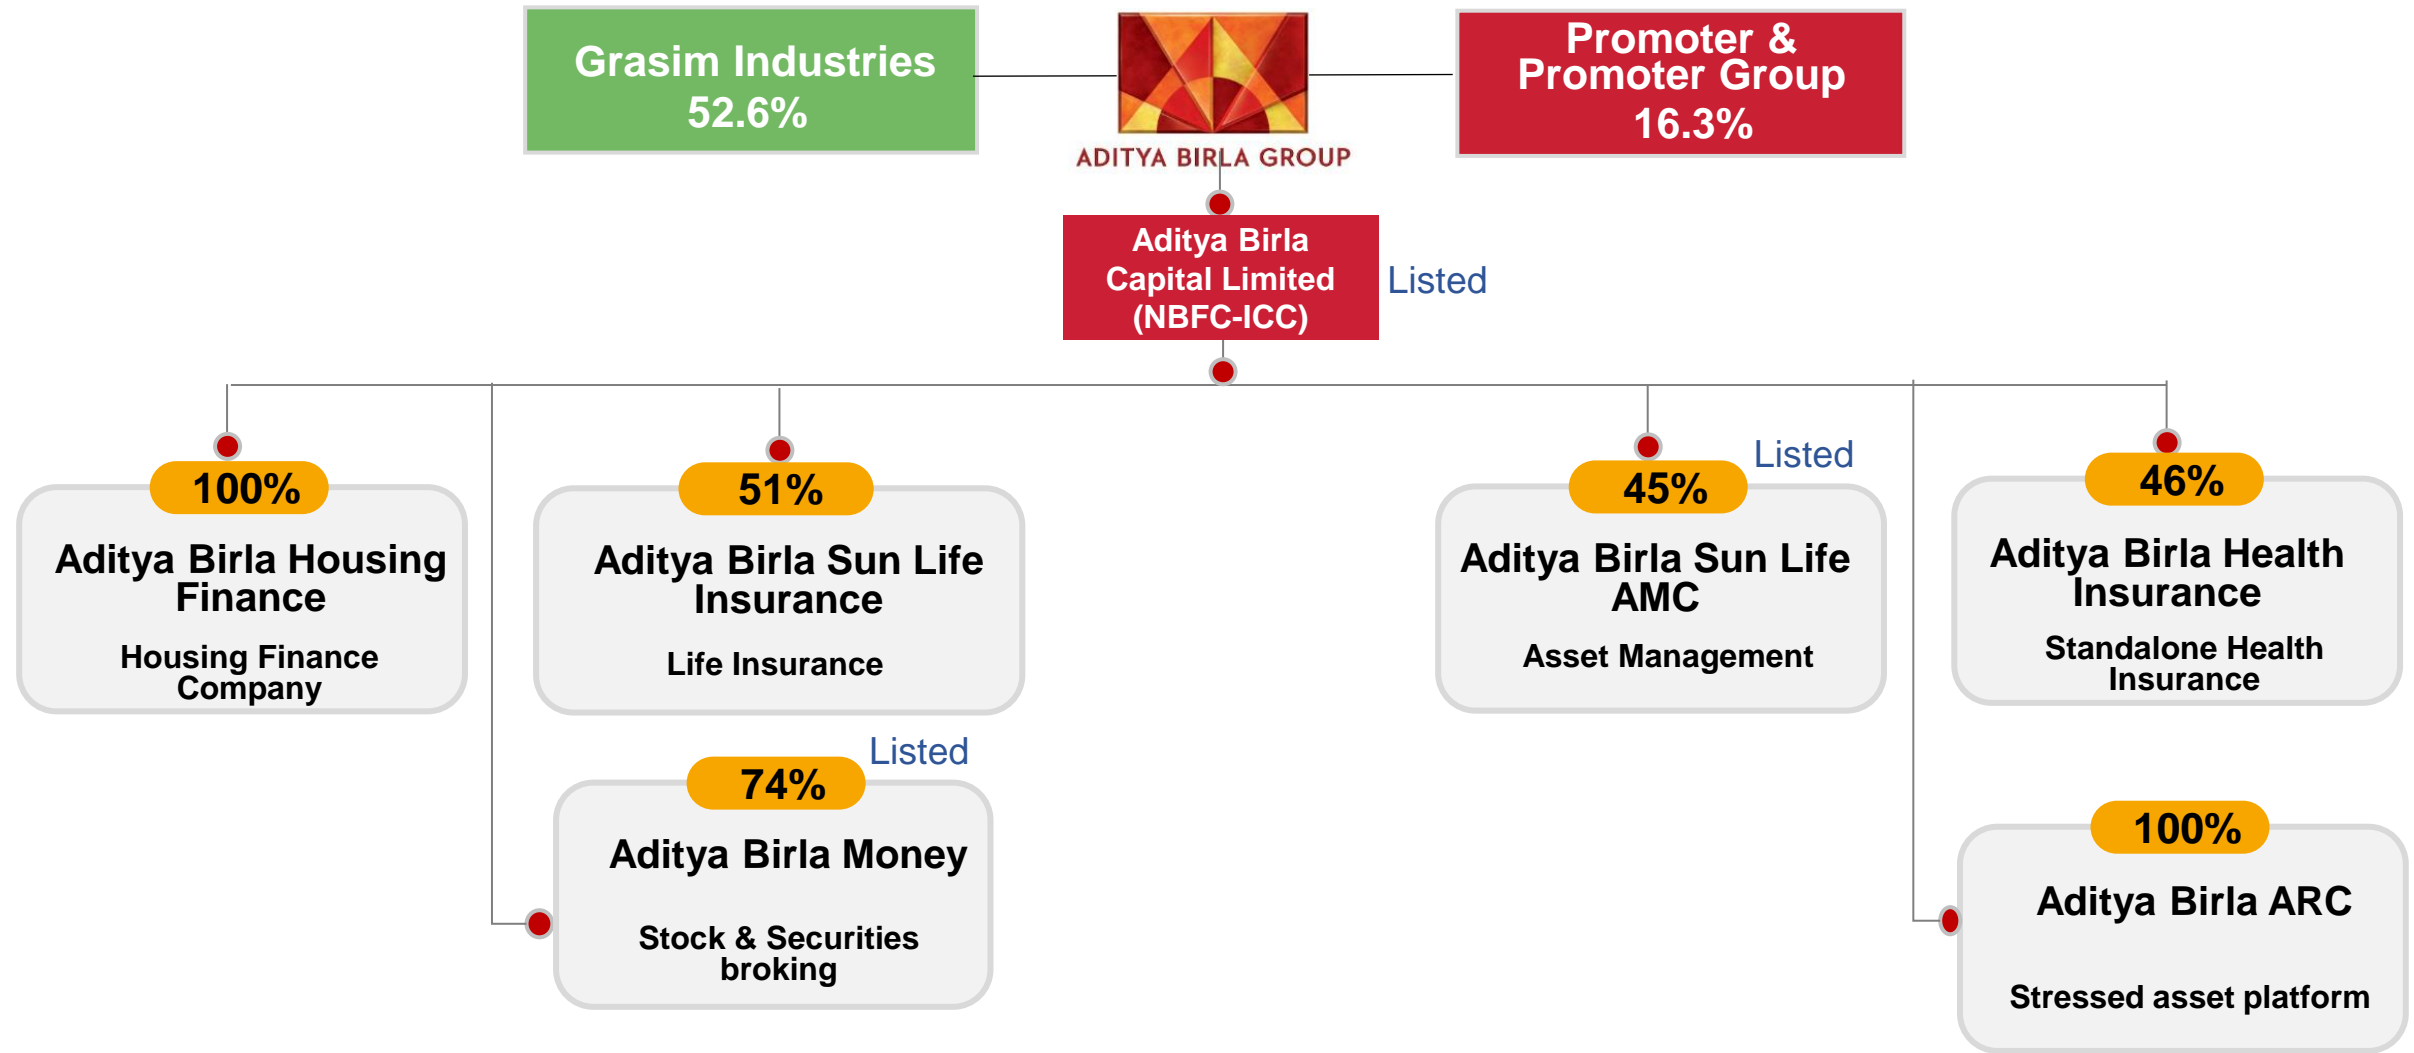 Grasim Industries
52.6%
ADITYA BIRLA GROUP
Promoter &
Promoter Group
16.3%
Aditya Birla
Capital Limited
(NBFC-ICC)
Listed
100%
Aditya Birla Housing
Finance
Housing Finance
Company
51%
Aditya Birla Sun Life
Insurance
Life Insurance
Listed
45%
Aditya Birla Sun Life
AMC
Asset Management
46%
Aditya Birla Health
Insurance
Standalone Health
Insurance
Listed
74%
Aditya Birla Money
Stock & Securities
broking
100%
Aditya Birla ARC
Stressed asset platform